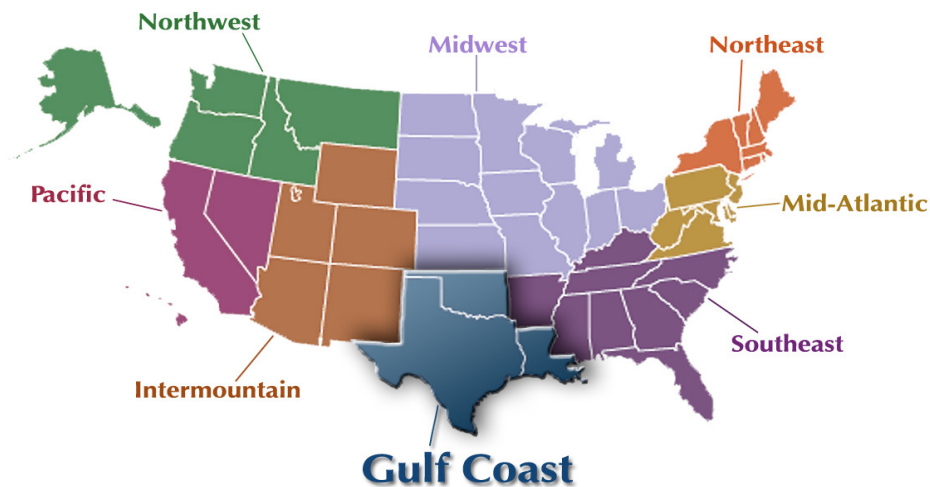 Northwest
Midwest
Northeast
Pacific
Mid-Atlantic
Southeast
Intermountain
Gulf Coast